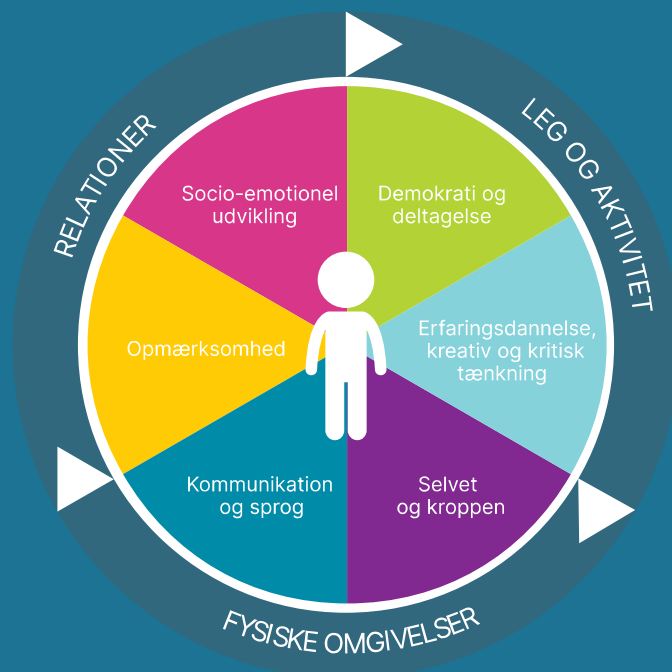 RELATIONER
LEG OG AKTIVITET
Socio-emotionel
udvikling
Demokrati og
deltagelse
Opmærksomhed
Erfaringsdannelse,
kreativ og kritisk
tænkning
Kommunikation
og sprog
Selvet
og kroppen
FYSISKE OMGIVELSER